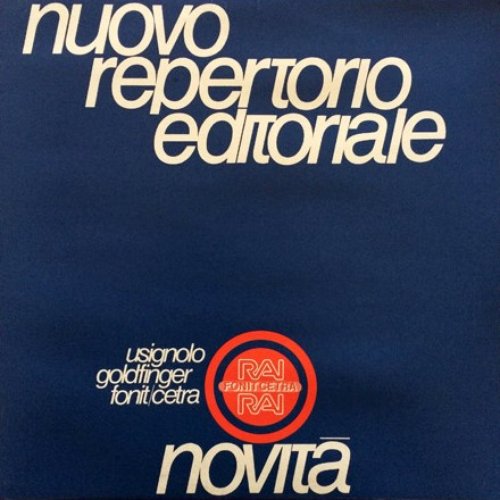 nuovo
repertorio
editoriale
usignolo
goldfinger
fonit/cetra
RAI
FONIT CETRA
RAI
novità